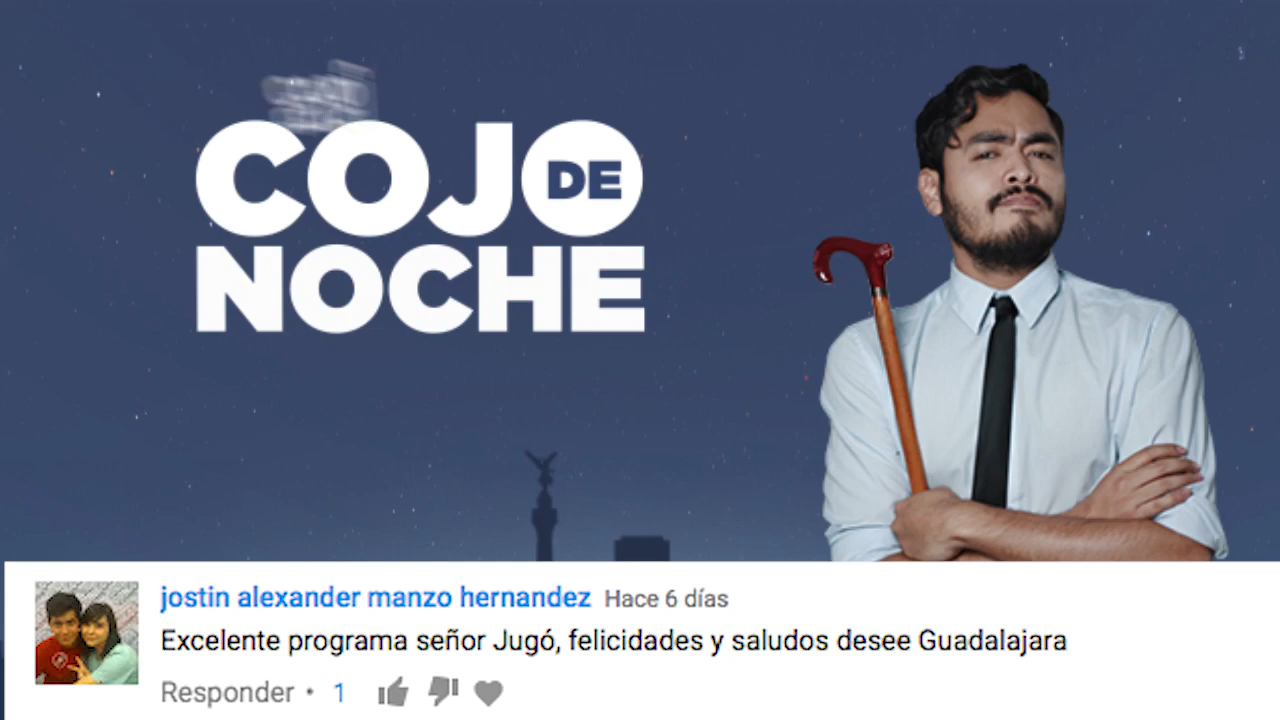 COJO DE
NOCHE
jostin alexander manzo hernandez Hace 6 días
Excelente programa señor Jugó, felicidades y saludos desee Guadalajara
Responder • 1